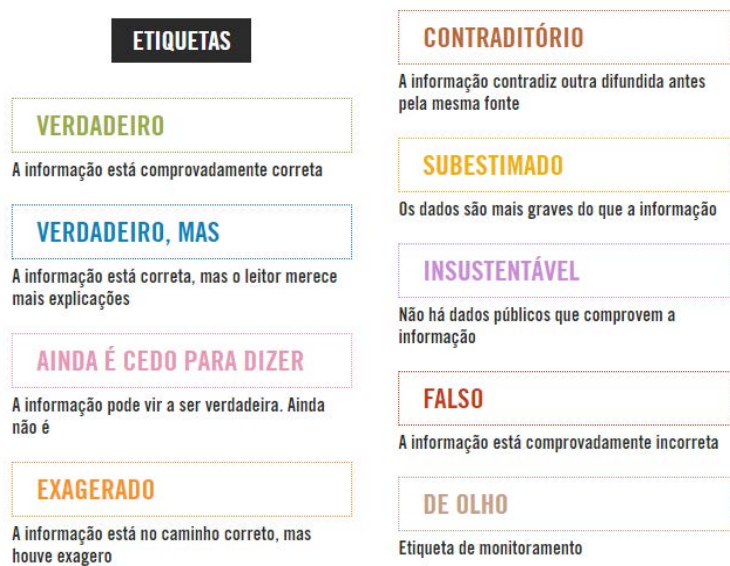 ETIQUETAS
VERDADEIRO
A informação está comprovadamente correta
VERDADEIRO, MAS
A informação está correta, mas o leitor merece
mais explicações
AINDA É CEDO PARA DIZER
A informação pode vir a ser verdadeira. Ainda
não é
EXAGERADO
A informação está no caminho correto, mas
houve exagero
CONTRADITÓRIO
A informação contradiz outra difundida antes
pela mesma fonte
SUBESTIMADO
Os dados são mais graves do que a informação
INSUSTENTÁVEL
Não há dados públicos que comprovem a
informação
FALSO
A informação está comprovadamente incorreta
DE OLHO
Etiqueta de monitoramento